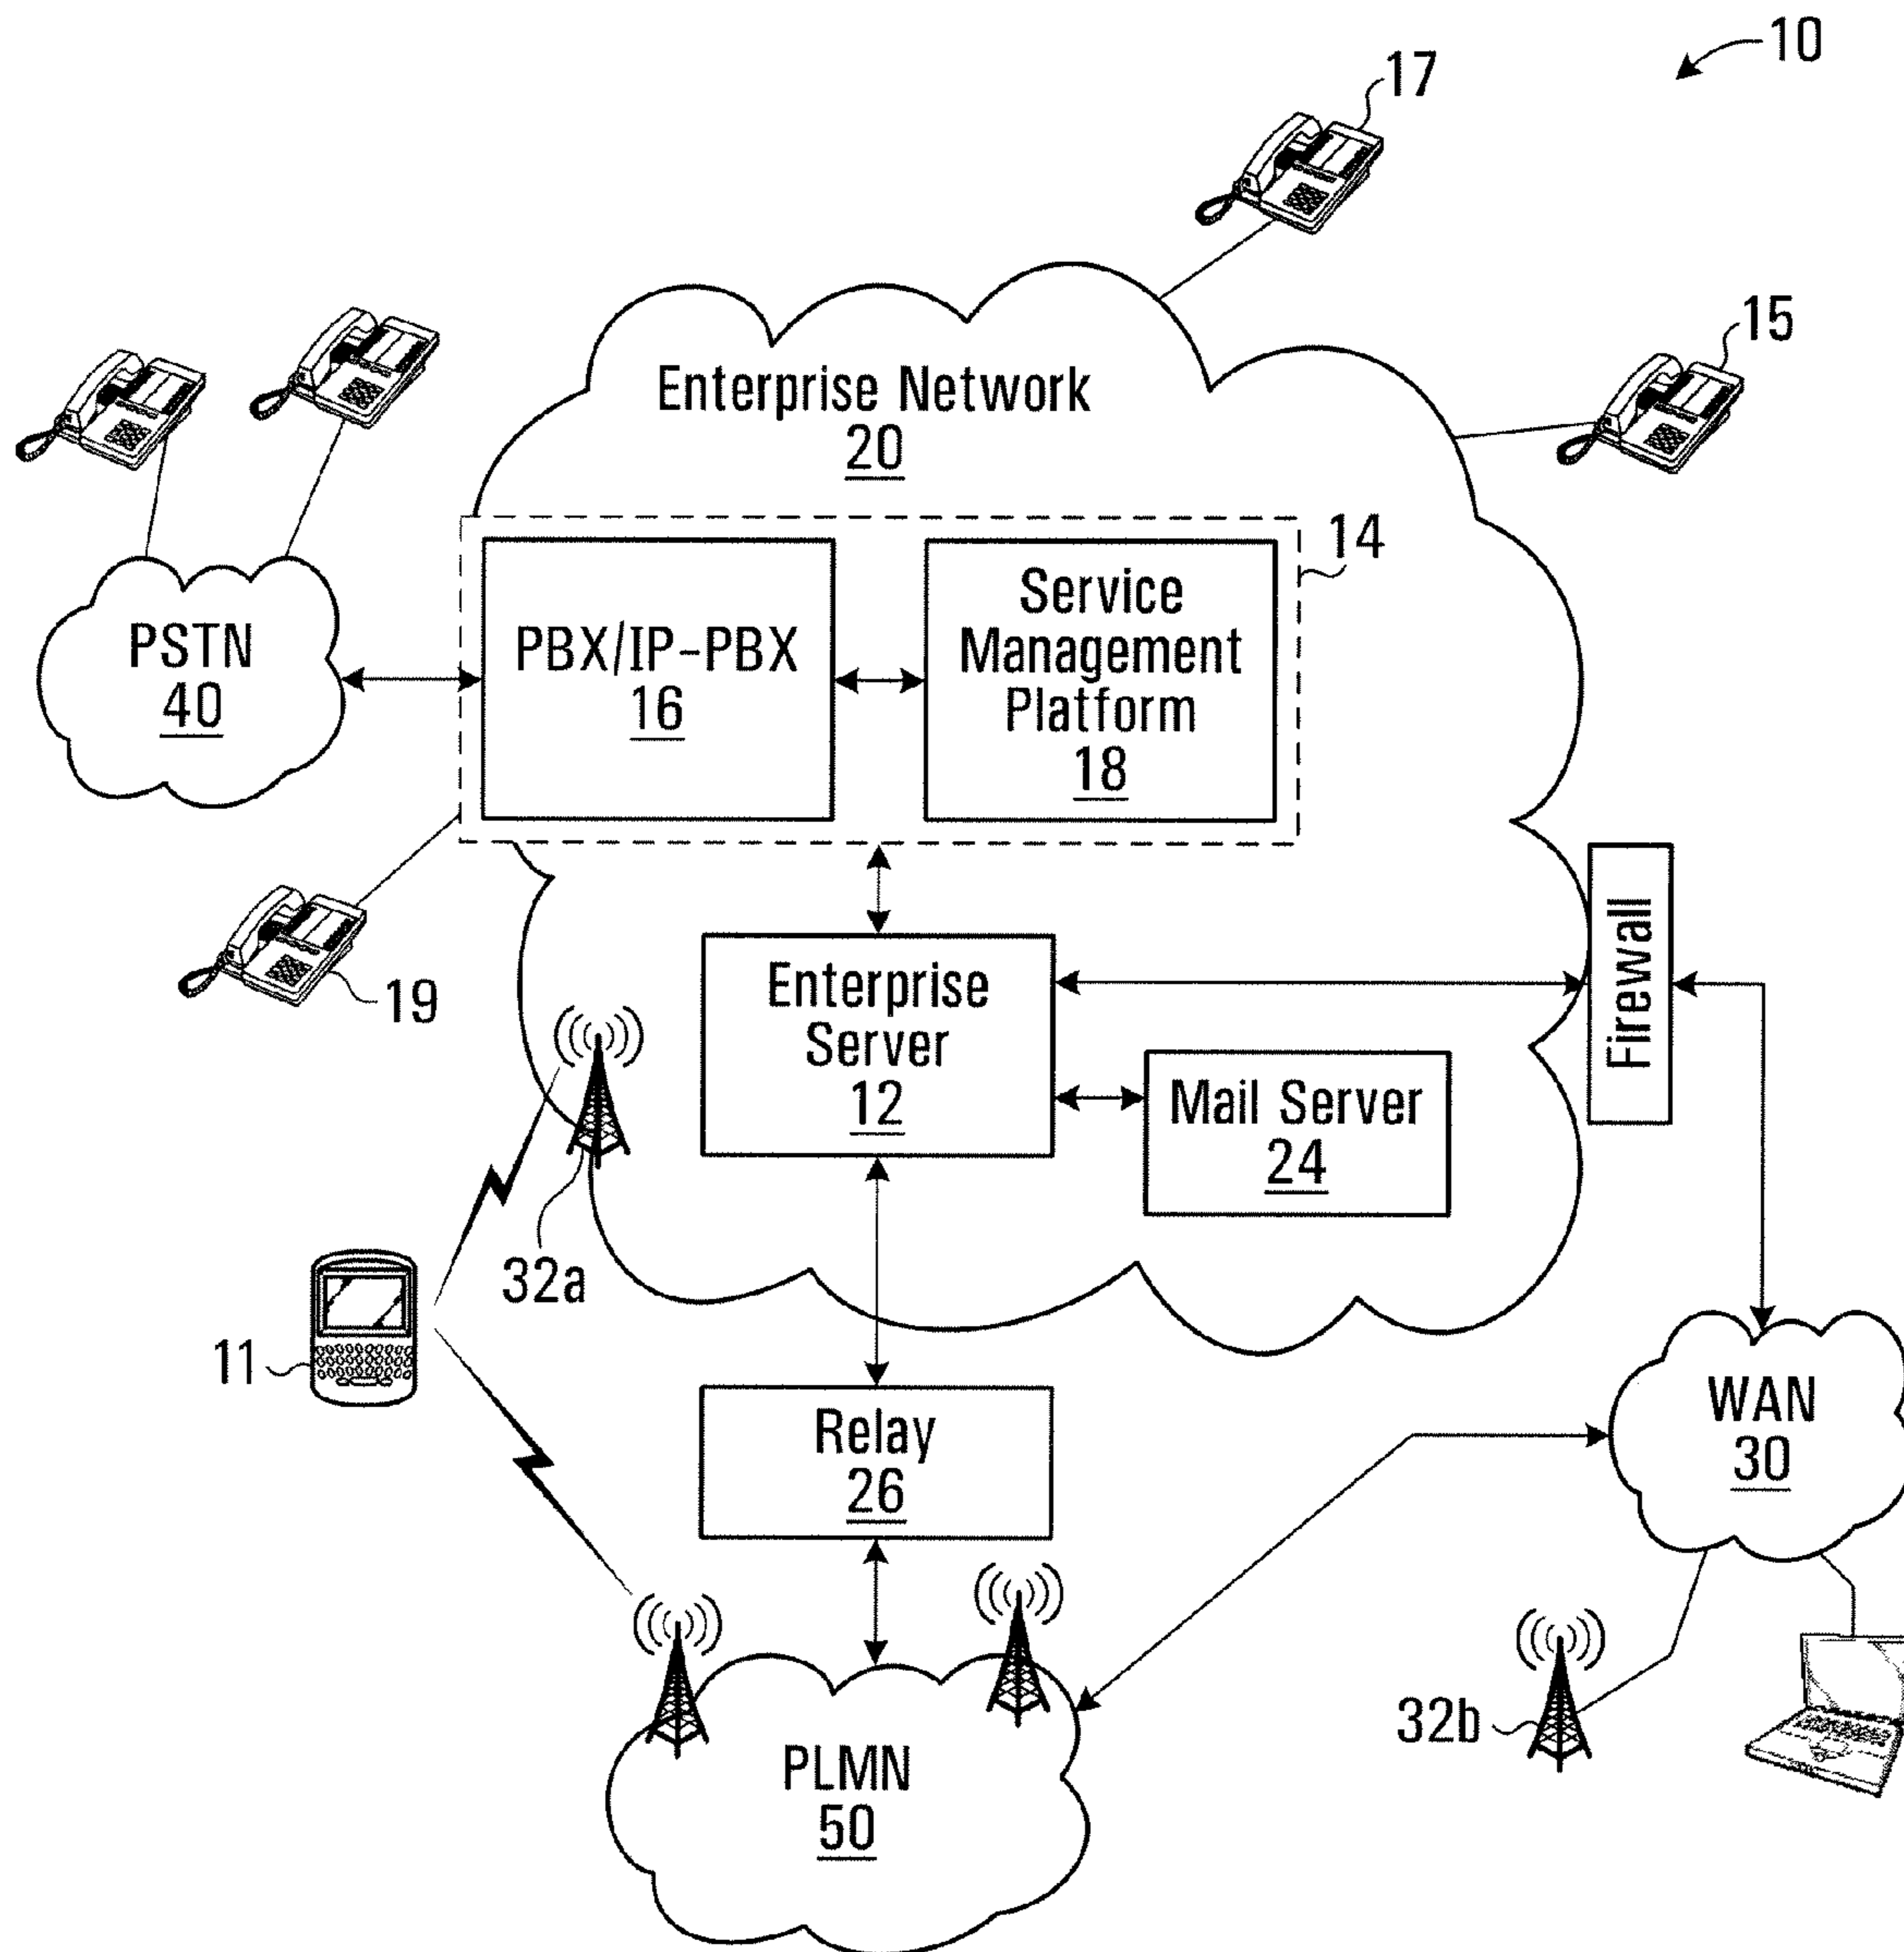 10
17
15
Enterprise Network
20
14
PBX/IP-PBX
16
Service
Management
Platform
18
PSTN
40
19
Enterprise
Server
12
Mail Server
24
Firewall
32a
11
Relay
26
WAN
30
32b
PLMN
50